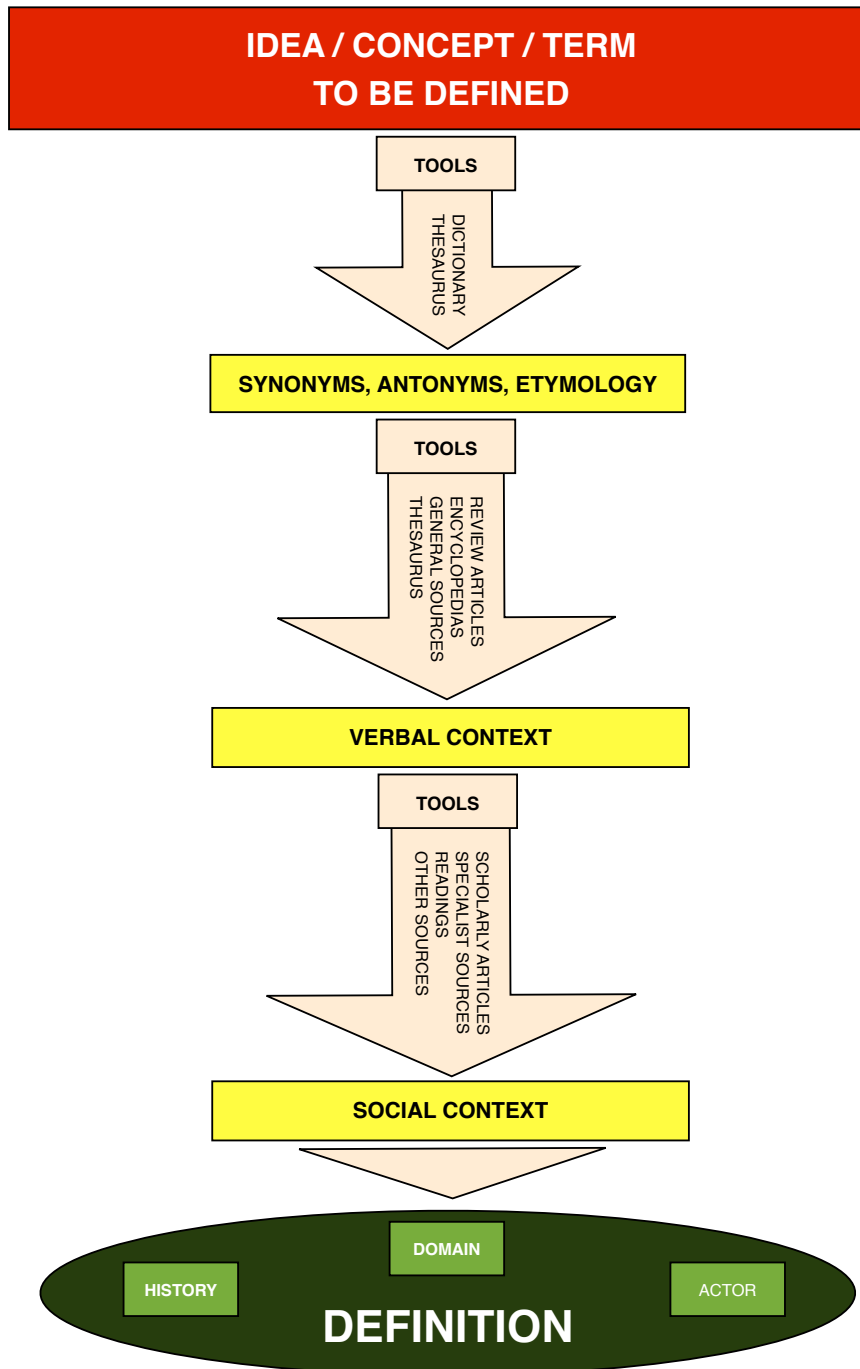 IDEA / CONCEPT / TERM
TO BE DEFINED
TOOLS
DICTIONARY
THESAURUS
SYNONYMS, ANTONYMS, ETYMOLOGY
TOOLS
REVIEW ARTICLES
ENCYCLOPEDIAS
GENERAL SOURCES
THESAURUS
VERBAL CONTEXT
TOOLS
SCHOLARLY ARTICLES
SPECIALIST SOURCES
READINGS
OTHER SOURCES
SOCIAL CONTEXT
DOMAIN
HISTORY
ACTOR
DEFINITION